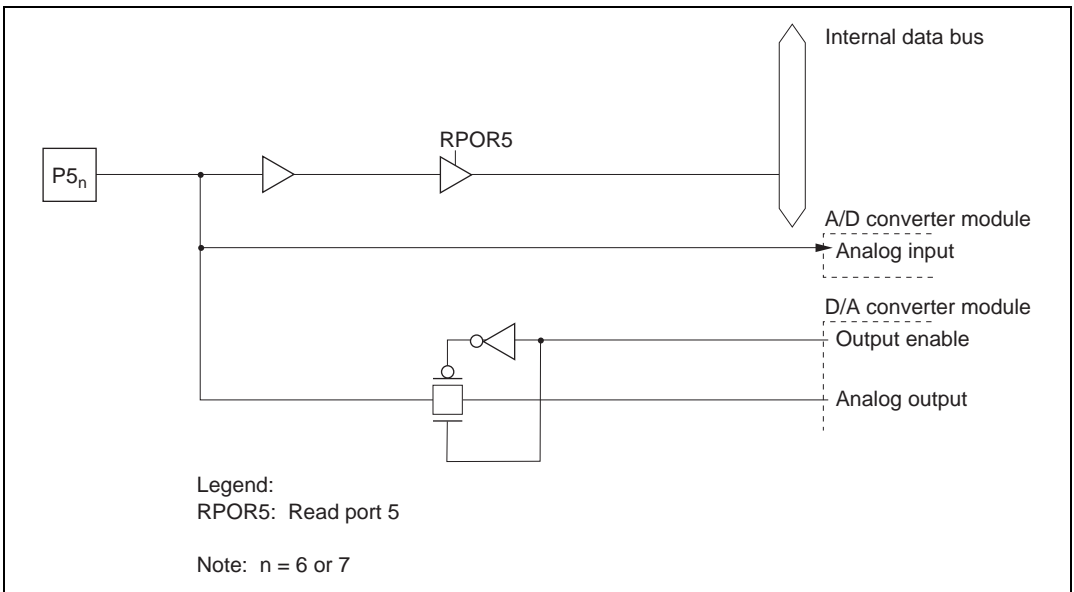 Internal data bus
RPOR5
P5n
A/D converter module
Analog input
D/A converter module
Output enable
Analog output
Legend:
RPOR5: Read port 5
Note: n = 6 or 7